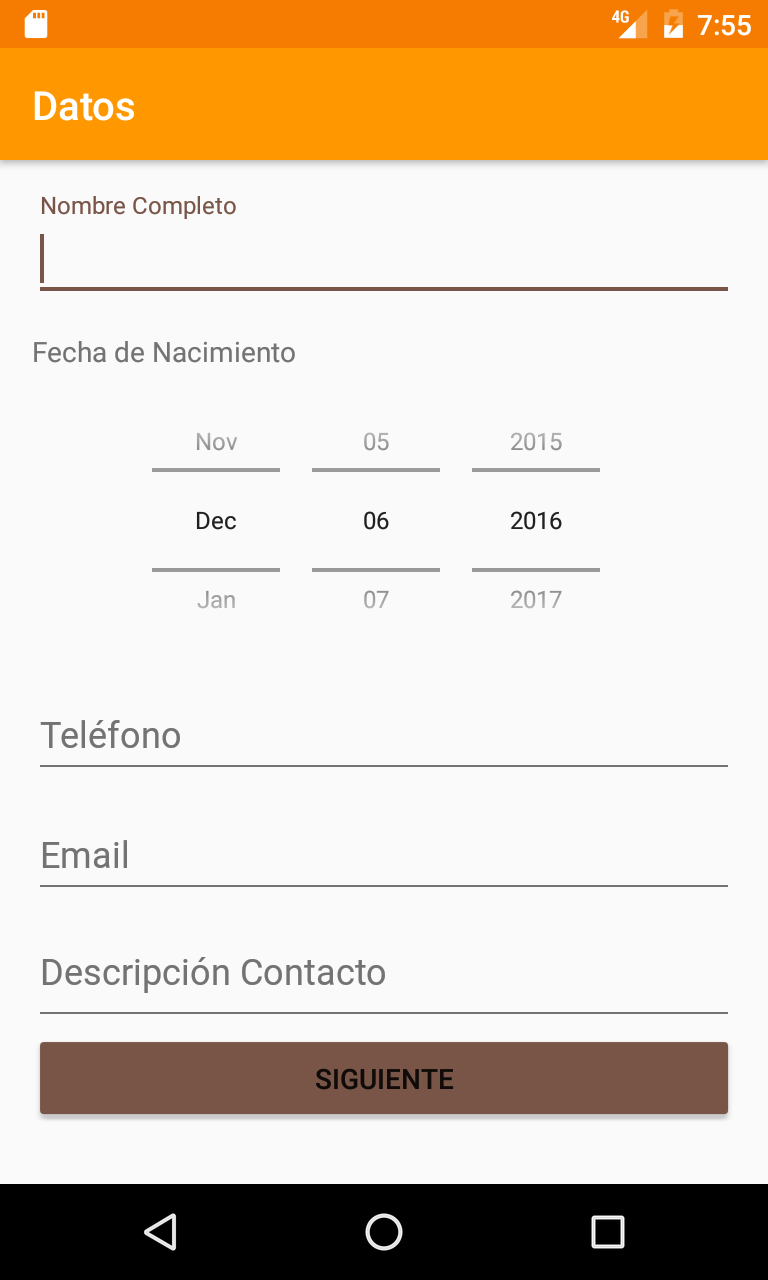 4G 7:55
Datos
Nombre Completo
Fecha de Nacimiento
Nov 05 2015
Dec 06 2016
Jan 07 2017
Teléfono
Email
Descripción Contacto
SIGUIENTE